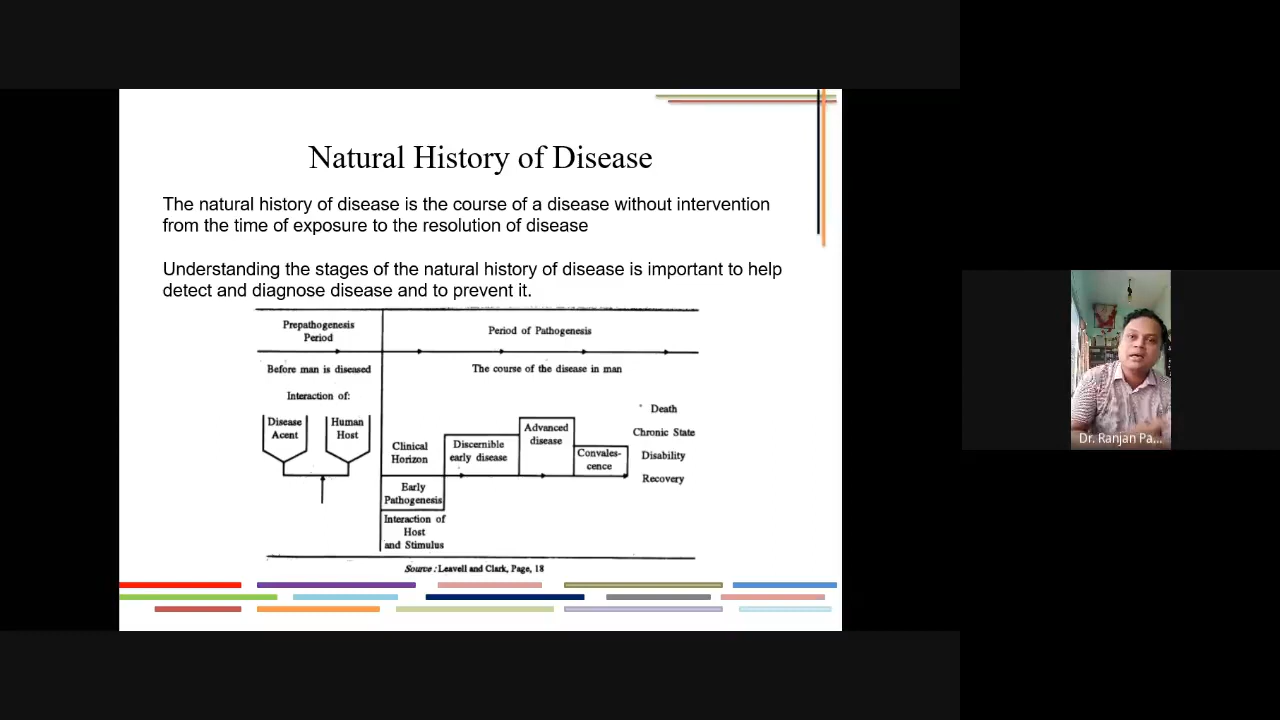 Natural History of Disease
The natural history of disease is the course of a disease without intervention
from the time of exposure to the resolution of disease
Understanding the stages of the natural history of disease is important to help
detect and diagnose disease and to prevent it.
Prepathogenesis
Period
Period of Pathogenesis
Before man is diseased
The course of the disease in man
Interaction of:
Disease
Acent
Human
Host
Clinical
Horizon
Discernible
early disease
Advanced
disease
Convales-
cence
Death
Chronic State
Disability
Recovery
Early
Pathogenesis
Interaction of
Host
and Stimulus
Source : Leavell and Clark, Page, 18
Dr. Ranjan Pa...